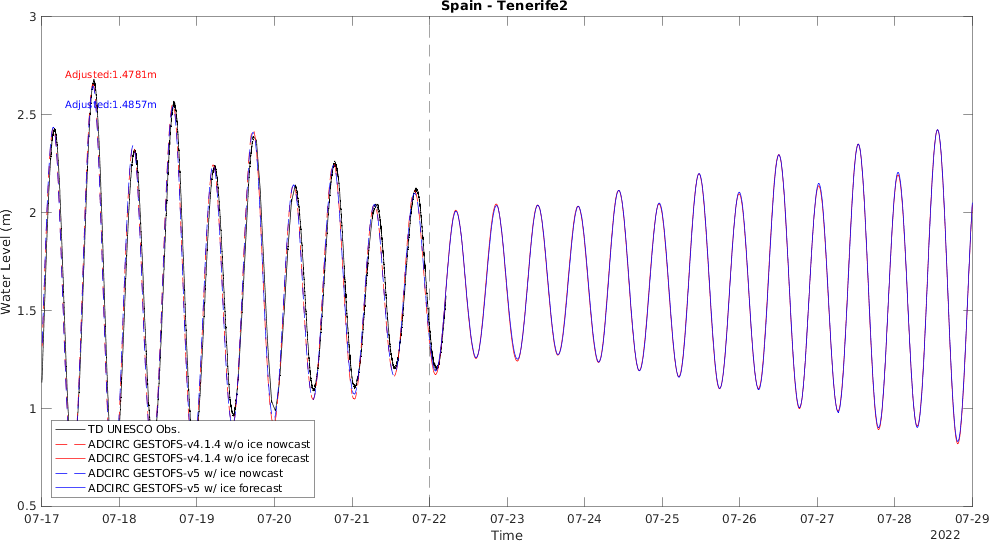 Spain - Tenerife2
3
2.5
2
1.5
1
0.5
Water Level (m)
Adjusted:1.4781m
Adjusted:1.4857m
TD UNESCO Obs.
ADCIRC GESTOFS-v4.1.4 w/o ice nowcast
ADCIRC GESTOFS-v4.1.4 w/o ice forecast
ADCIRC GESTOFS-v5 w/ ice nowcast
ADCIRC GESTOFS-v5 w/ ice forecast
07-17 07-18 07-19 07-20 07-21 07-22 07-23 07-24 07-25 07-26 07-27 07-28 07-29
Time
2022